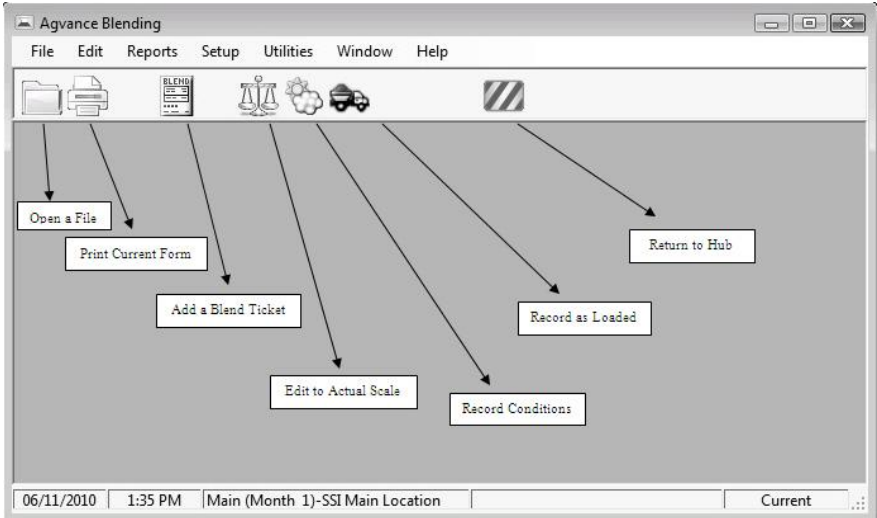 Agvance Blending
File Edit Reports Setup Utilities Window Help
BLEND
Open a File
Print Current Form
Return to Hub
Add a Blend Ticket
Record as Loaded
Edit to Actual Scale
Record Conditions
06/11/2010 1:35 PM Main (Month 1)-SSI Main Location Current